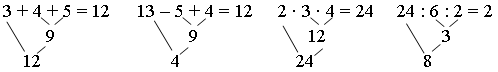 3 + 4 + 5 = 12
9
12
13 – 5 + 4 = 12
9
4
2 · 3 · 4 = 24
12
24
24 : 6 : 2 = 2
3
8